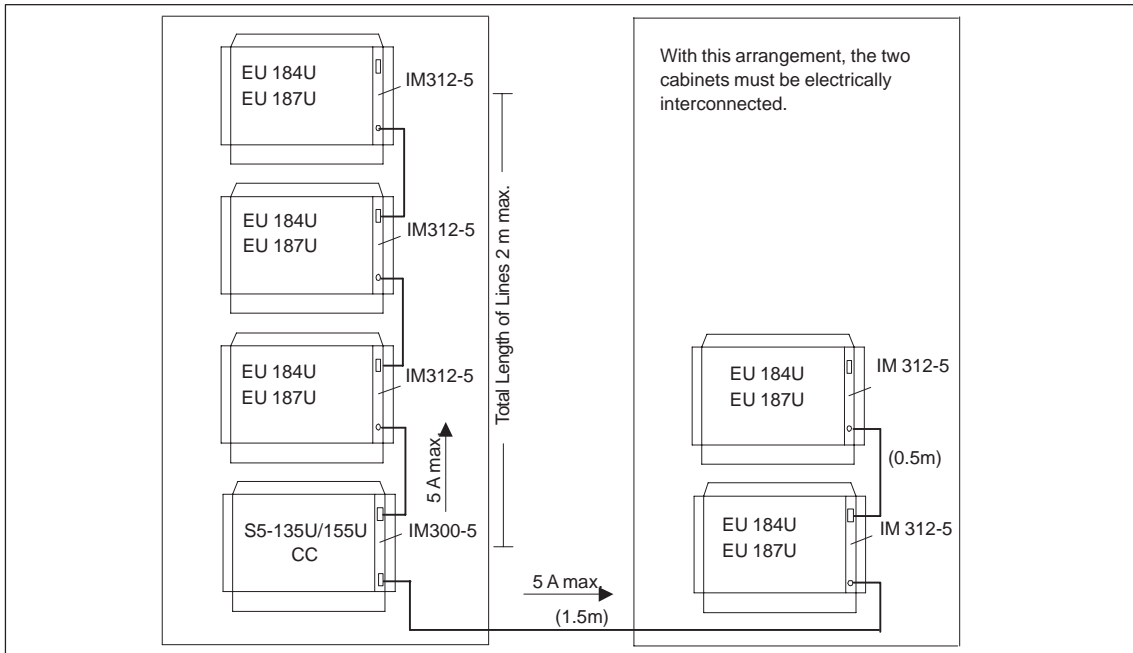 EU 184U
EU 187U
IM312-5
EU 184U
EU 187U
IM312-5
EU 184U
EU 187U
IM312-5
5 A max.
S5-135U/155U
CC
IM300-5
Total Length of Lines 2 m max.
5 A max.
(1.5m)
With this arrangement, the two
cabinets must be electrically
interconnected.
EU 184U
EU 187U
IM 312-5
(0.5m)
EU 184U
EU 187U
IM 312-5